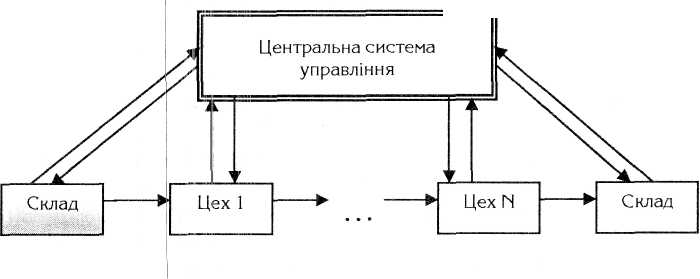 Центральна система
управління
Склад
Цех 1
...
Цех N
Склад